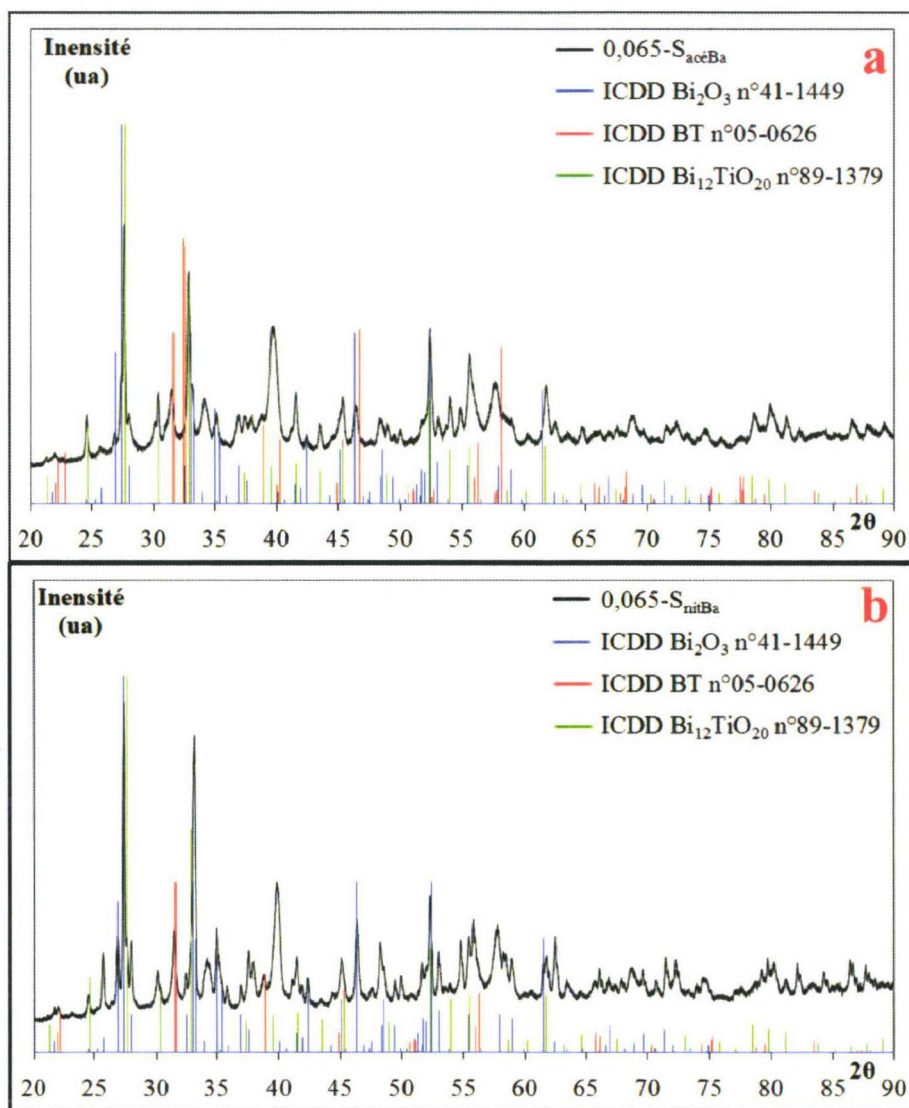 Inensité
(ua)
a
0,065-SacéBa
ICDD Bi2O3 n°41-1449
ICDD BT n°05-0626
ICDD Bi12TiO20 n°89-1379
2θ
20 25 30 35 40 45 50 55 60 65 70 75 80 85 90
Inensité
(ua)
b
0,065-SnitBa
ICDD Bi2O3 n°41-1449
ICDD BT n°05-0626
ICDD Bi12TiO20 n°89-1379
2θ
20 25 30 35 40 45 50 55 60 65 70 75 80 85 90